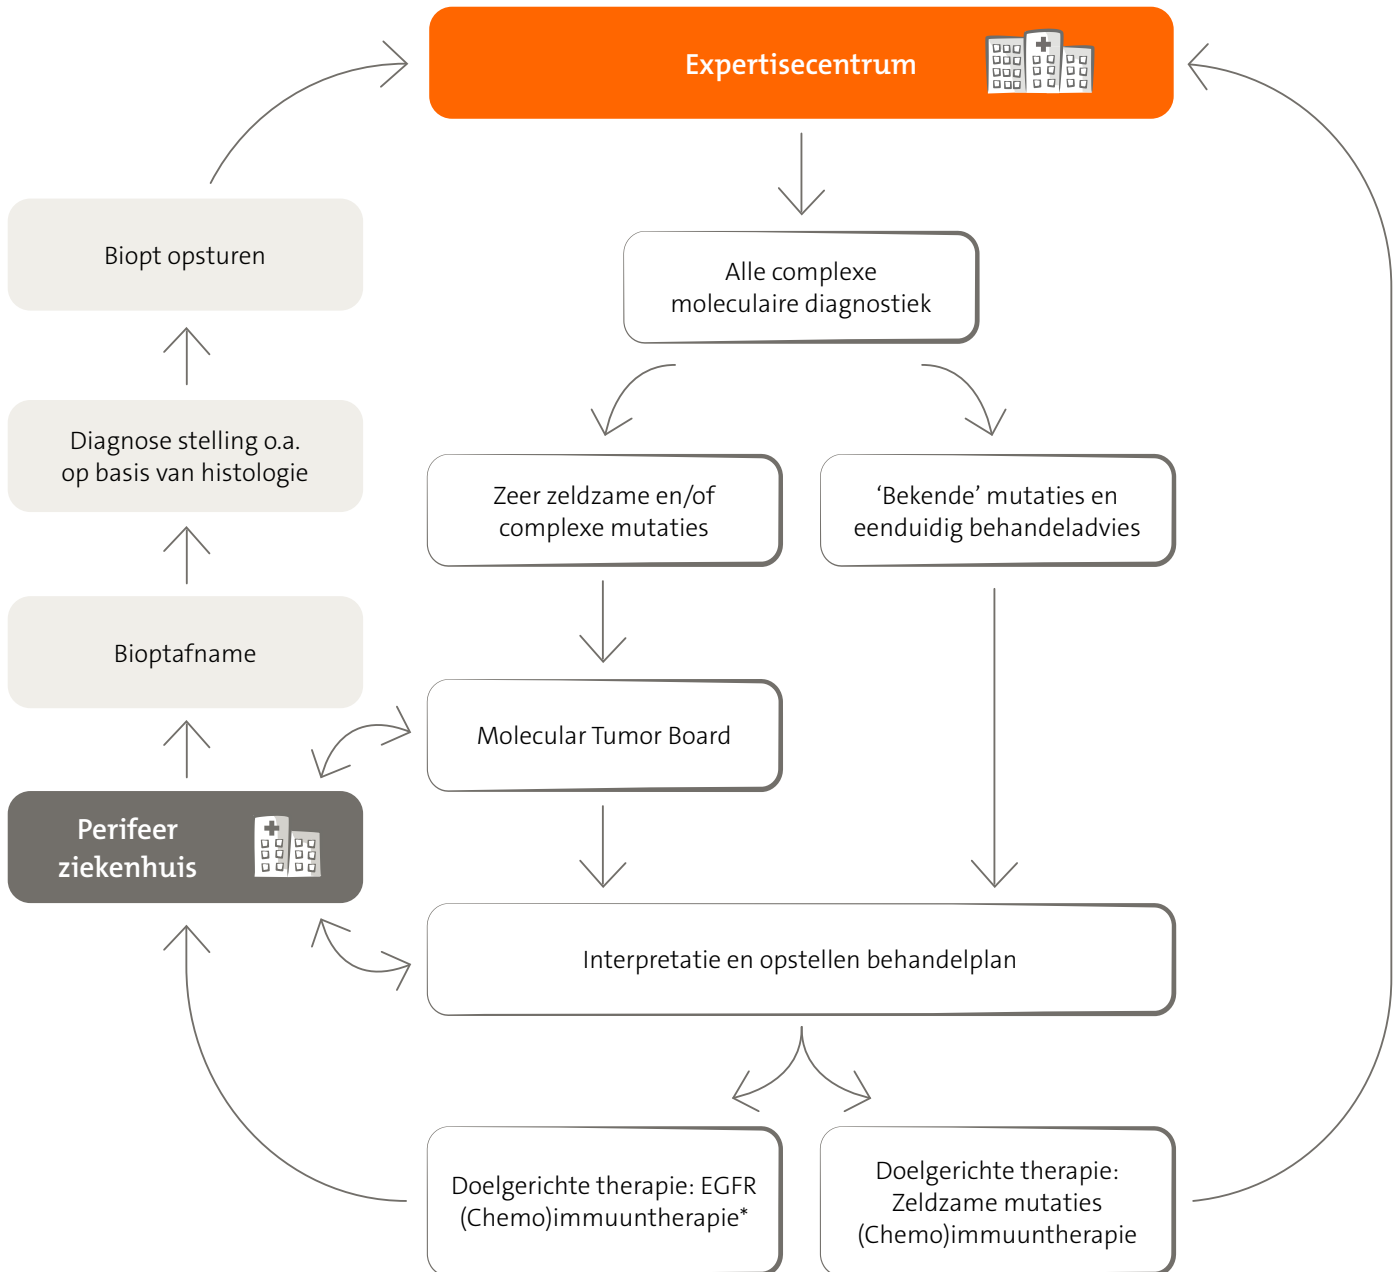 Expertisecentrum
Biopt opsturen
Alle complexe
moleculaire diagnostiek
Diagnose stelling o.a.
op basis van histologie
Zeer zeldzame en/of
complexe mutaties
‘Bekende’ mutaties en
eenduidig behandeladvies
Bioptafname
Molecular Tumor Board
Perifeer
ziekenhuis
Interpretatie en opstellen behandelplan
Doelgerichte therapie: EGFR
(Chemo)immuuntherapie*
Doelgerichte therapie:
Zeldzame mutaties
(Chemo)immuuntherapie